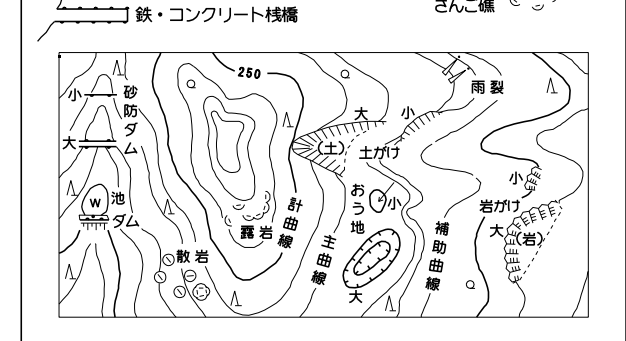 鉄・コンクリート桟橋
さんご礁
250
小
砂防ダム
大
W
池
ダム
大
小
雨裂
(土)
土がけ
小
おう地
小
大
岩がけ
大
(岩)
露岩
計曲線
主曲線
補助曲線
散岩